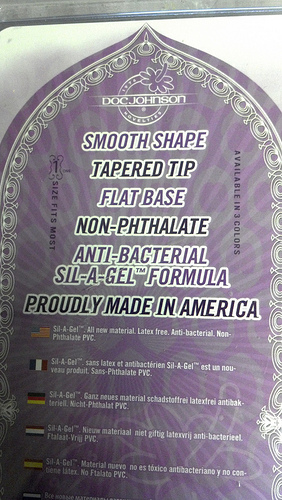 DOC JOHNSON
SMOOTH SHAPE
TAPERED TIP
FLAT BASE
NON-PHTHALATE
ANTI-BACTERIAL
SIL-A-GEL™ FORMULA
PROUDLY MADE IN AMERICA
SIZE FITS MOST
AVAILABLE IN 3 COLORS
Sil-A-Gel™. All new material. Latex free. Anti-bacterial. Non-
Phthalate PVC.
Sil-A-Gel™, sans latex et antibactérien Sil-A-Gel™ est un nou-
veau produit. Sans-Phthalate PVC.
Sil-A-Gel™. Ganz neues material schadstoffrei latexfrei antibak-
teriell. Nicht-Phthalat PVC.
Sil-A-Gel™. Nieuw materiaal niet giftig latexvrij anti-bacterieel.
Ftalaat-Vrij PVC.
Sil-A-Gel™. Material nuevo no es tóxico antibacteriano y no con-
tiene latex. No Ftalato PVC.